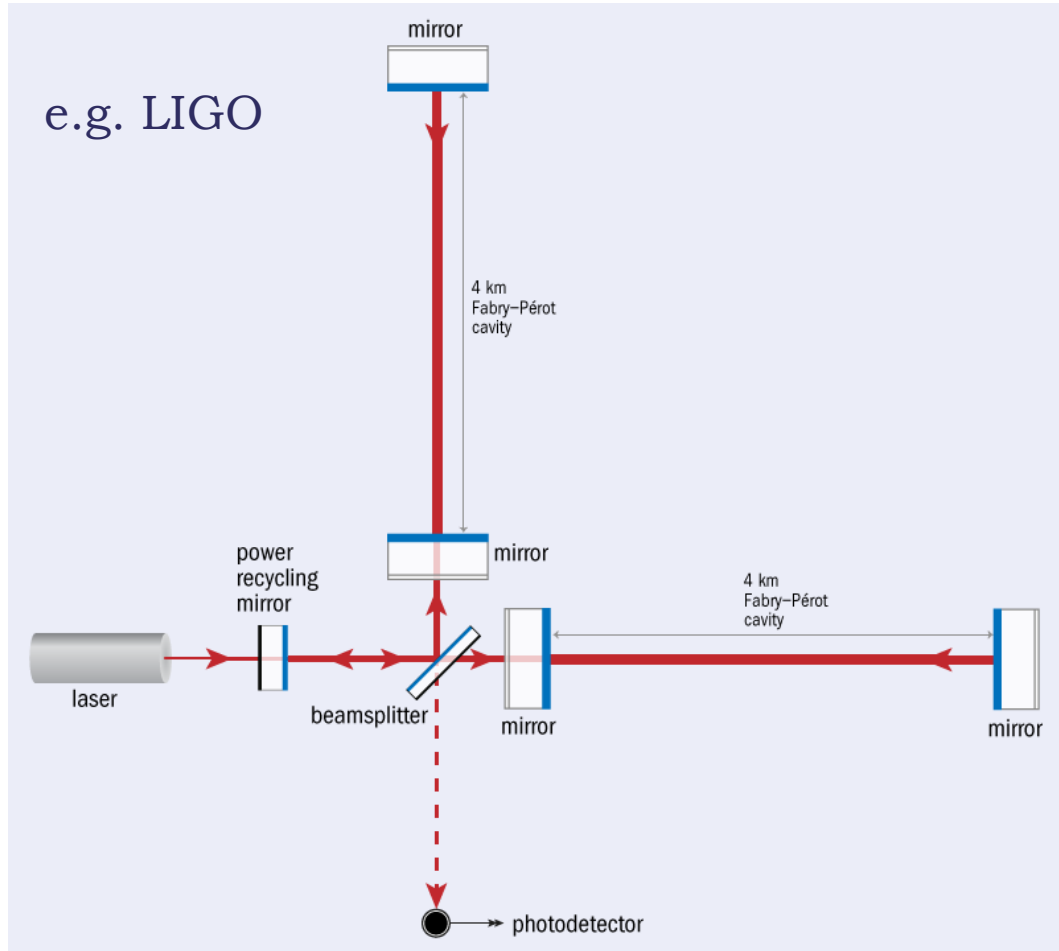 mirror
e.g. LIGO
4 km
Fabry–Pérot
cavity
power
recycling
mirror
mirror
4 km
Fabry–Pérot
cavity
laser
beamsplitter
mirror
mirror
photodetector